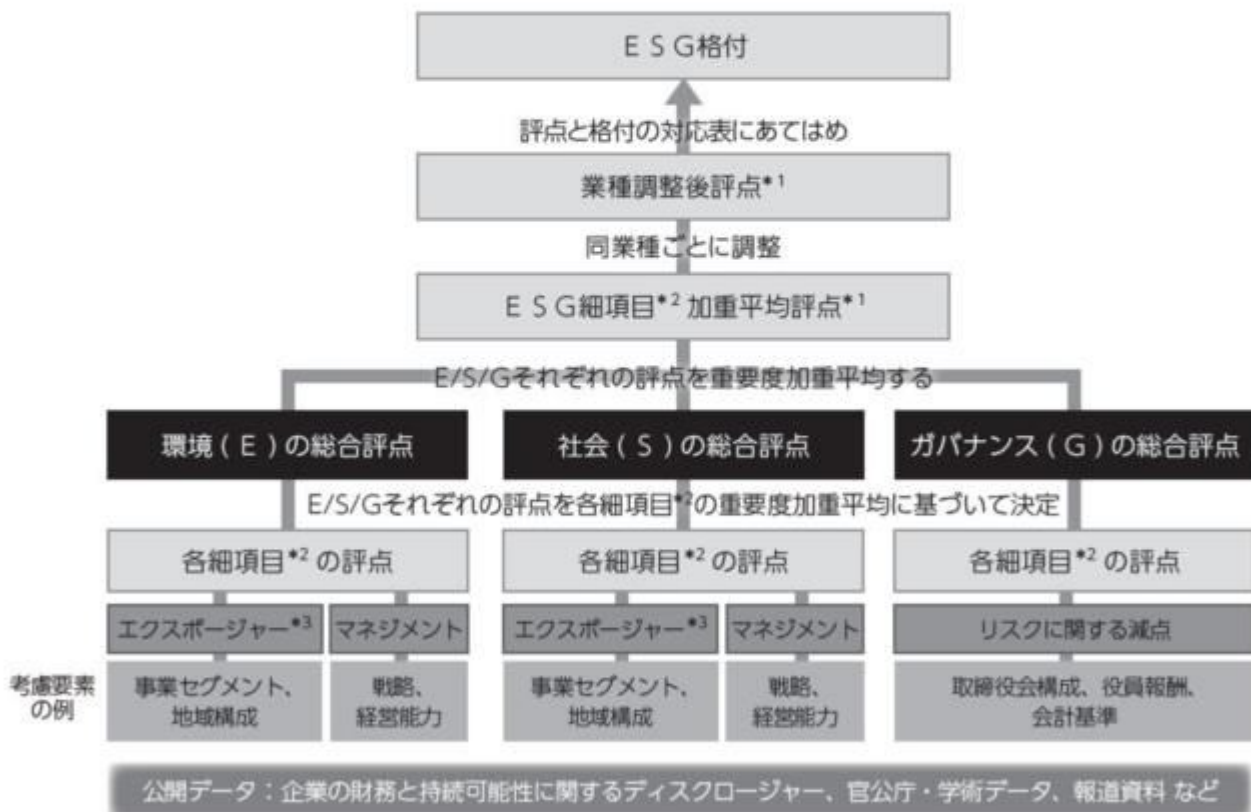 ESG格付
評点と格付の対応表にあてはめ
業種調整後評点*1
同業種ごとに調整
ESG細項目*2 加重平均評点*1
E/S/Gそれぞれの評点を重要度加重平均する
環境(E)の総合評点
社会(S)の総合評点
ガバナンス(G)の総合評点
E/S/Gそれぞれの評点を各細項目*2の重要度加重平均に基づいて決定
各細項目*2 の評点
各細項目*2 の評点
各細項目*2 の評点
エクスポージャー*3
マネジメント
エクスポージャー*3
マネジメント
リスクに関する減点
考慮要素
の例
事業セグメント、
地域構成
戦略、
経営能力
事業セグメント、
地域構成
戦略、
経営能力
取締役会構成、役員報酬、
会計基準
公開データ：企業の財務と持続可能性に関するディスクロージャー、官公庁・学術データ、報道資料 など